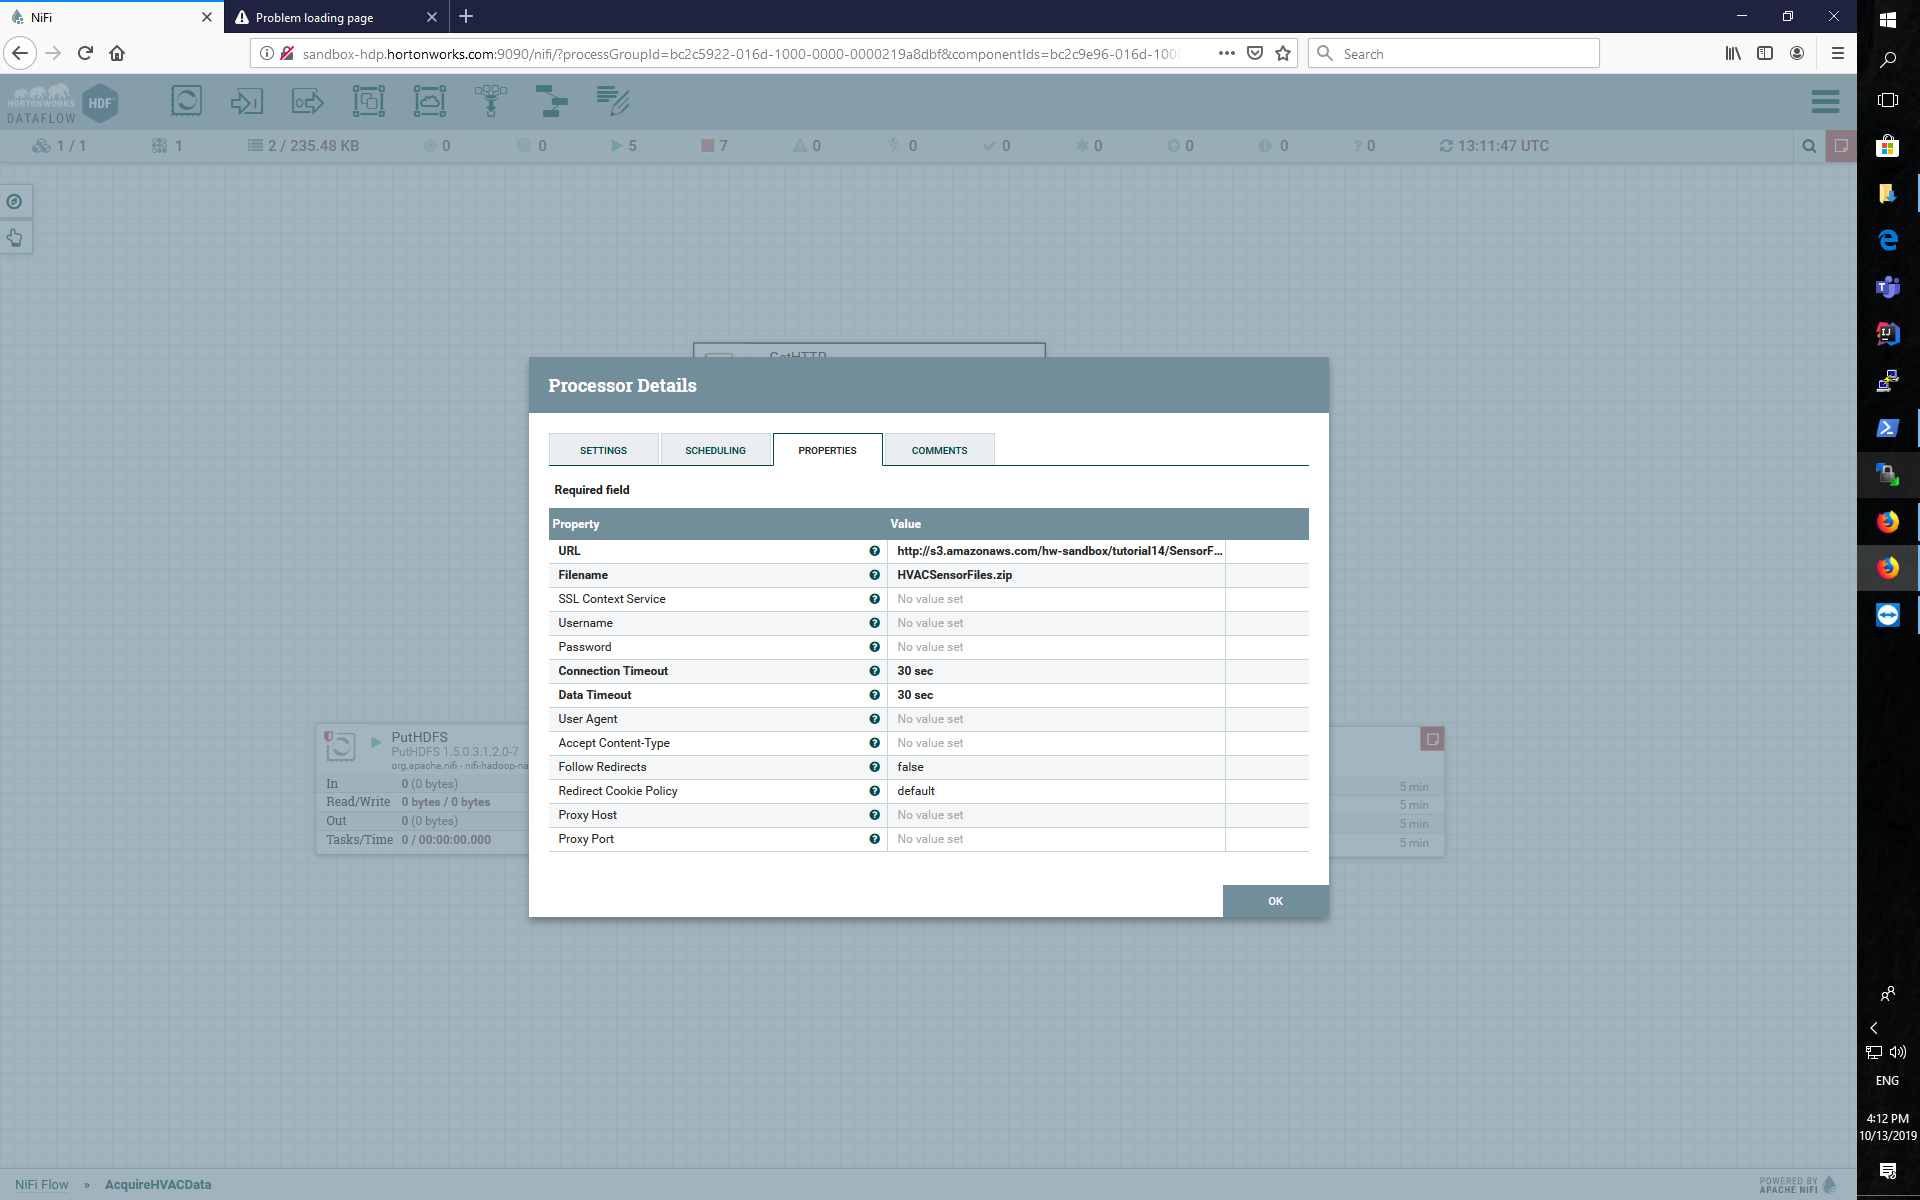 NiFi
Problem loading page
sandbox-hdp.hortonworks.com:9090/nifi/?processGroupId=bc2c5922-016d-1000-0000-0000219a8dbf&componentIds=bc2c9e96-016d-100
Search
HORTONWORKS
DATAFLOW
HDF
1 / 1
1
2 / 235.48 KB
0
0
5
7
0
0
0
0
0
0
? 0
13:11:47 UTC
GetHTTP
Processor Details
SETTINGS
SCHEDULING
PROPERTIES
COMMENTS
Required field
Property Value
URL ? http://s3.amazonaws.com/hw-sandbox/tutorial14/SensorF...
Filename ? HVACSensorFiles.zip
SSL Context Service ? No value set
Username ? No value set
Password ? No value set
Connection Timeout ? 30 sec
Data Timeout ? 30 sec
User Agent ? No value set
Accept Content-Type ? No value set
Follow Redirects ? false
Redirect Cookie Policy ? default
Proxy Host ? No value set
Proxy Port ? No value set
OK
PutHDFS
PutHDFS 1.5.0.3.1.2.0-7
org.apache.nifi - nifi-hadoop-na
In 0 (0 bytes)
Read/Write 0 bytes / 0 bytes
Out 0 (0 bytes)
Tasks/Time 0 / 00:00:00.000
5 min
5 min
5 min
5 min
NiFi Flow » AcquireHVACData
POWERED BY
APACHE NIFI
ENG
4:12 PM
10/13/2019